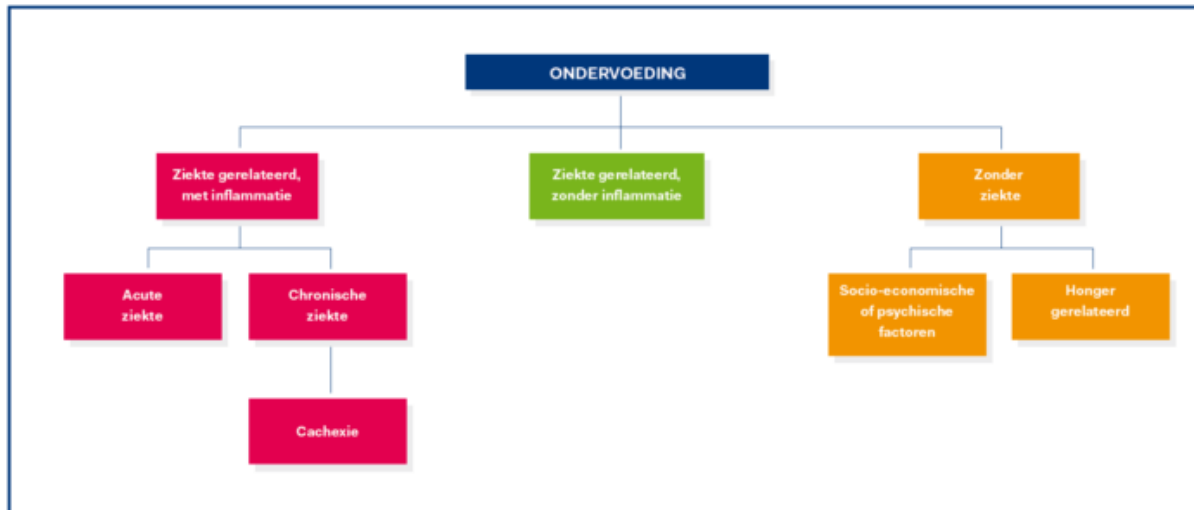 ONDERVOEDING
Ziekte gerelateerd,
met inflammatie
Ziekte gerelateerd,
zonder inflammatie
Zonder
ziekte
Acute
ziekte
Chronische
ziekte
Socio-economische
of psychische
factoren
Honger
gerelateerd
Cachexie